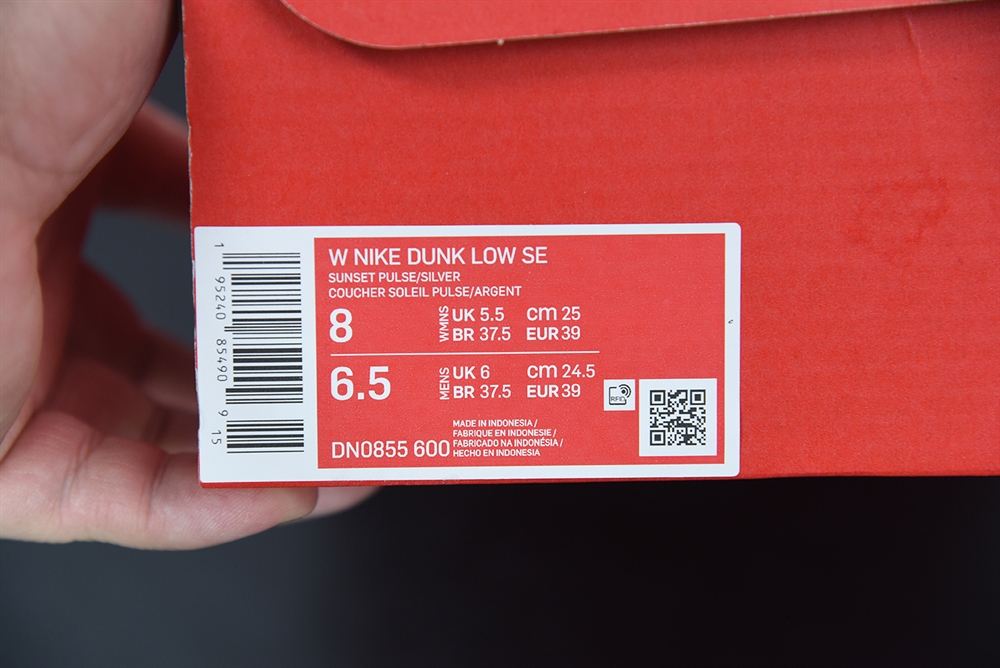 W NIKE DUNK LOW SE
SUNSET PULSE/SILVER
COUCHER SOLEIL PULSE/ARGENT
8 WMNS UK 5.5 cm 25
BR 37.5 EUR 39
6.5 MENS UK 6 cm 24.5
BR 37.5 EUR 39
RFID
DN0855 600
MADE IN INDONESIA /
FABRIQUE EN INDONESIE /
FABRICADO NA INDONÉSIA /
HECHO EN INDONESIA
1 95240 85490 9 15